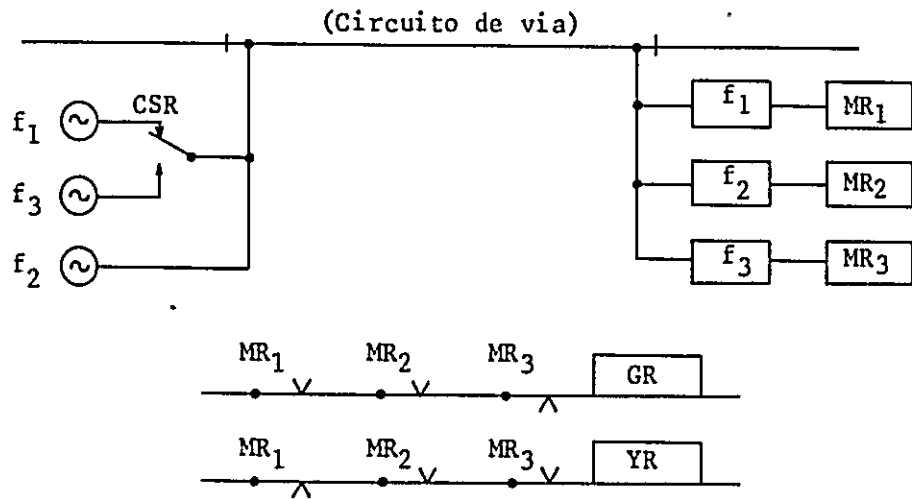 (Circuito de via)
CSR
f1
f3
f2
f1 MR1
f2 MR2
f3 MR3
MR1 MR2 MR3 GR
MR1 MR2 MR3 YR